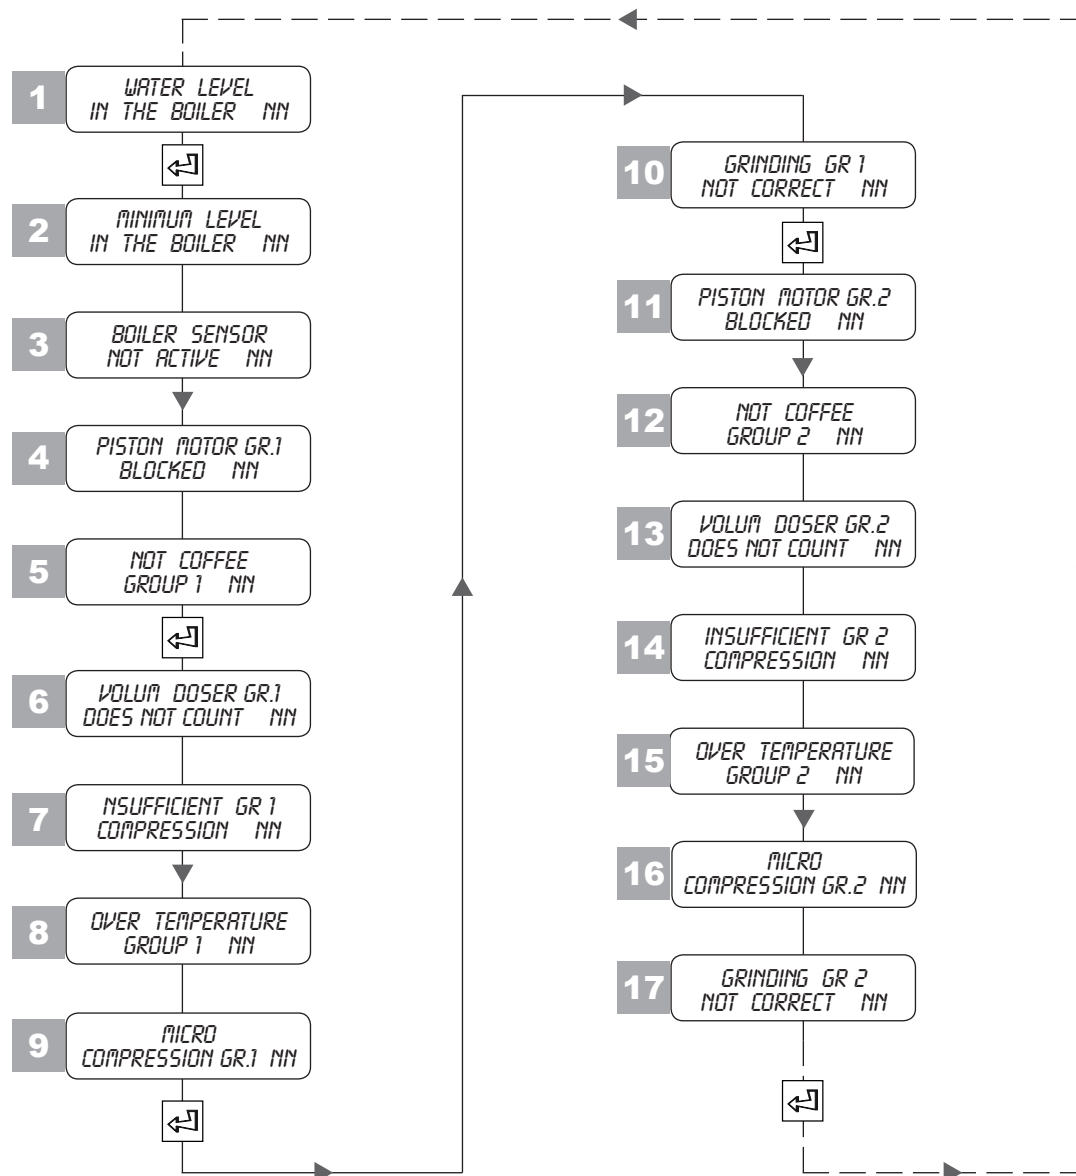 1
WATER LEVEL
IN THE BOILER NN
2
MINIMUM LEVEL
IN THE BOILER NN
3
BOILER SENSOR
NOT ACTIVE NN
4
PISTON MOTOR GR.1
BLOCKED NN
5
NOT COFFEE
GROUP 1 NN
6
VOLUM DOSER GR.1
DOES NOT COUNT NN
7
NSUFFICIENT GR 1
COMPRESSION NN
8
OVER TEMPERATURE
GROUP 1 NN
9
MICRO
COMPRESSION GR.1 NN
10
GRINDING GR 1
NOT CORRECT NN
11
PISTON MOTOR GR.2
BLOCKED NN
12
NOT COFFEE
GROUP 2 NN
13
VOLUM DOSER GR.2
DOES NOT COUNT NN
14
INSUFFICIENT GR 2
COMPRESSION NN
15
OVER TEMPERATURE
GROUP 2 NN
16
MICRO
COMPRESSION GR.2 NN
17
GRINDING GR 2
NOT CORRECT NN